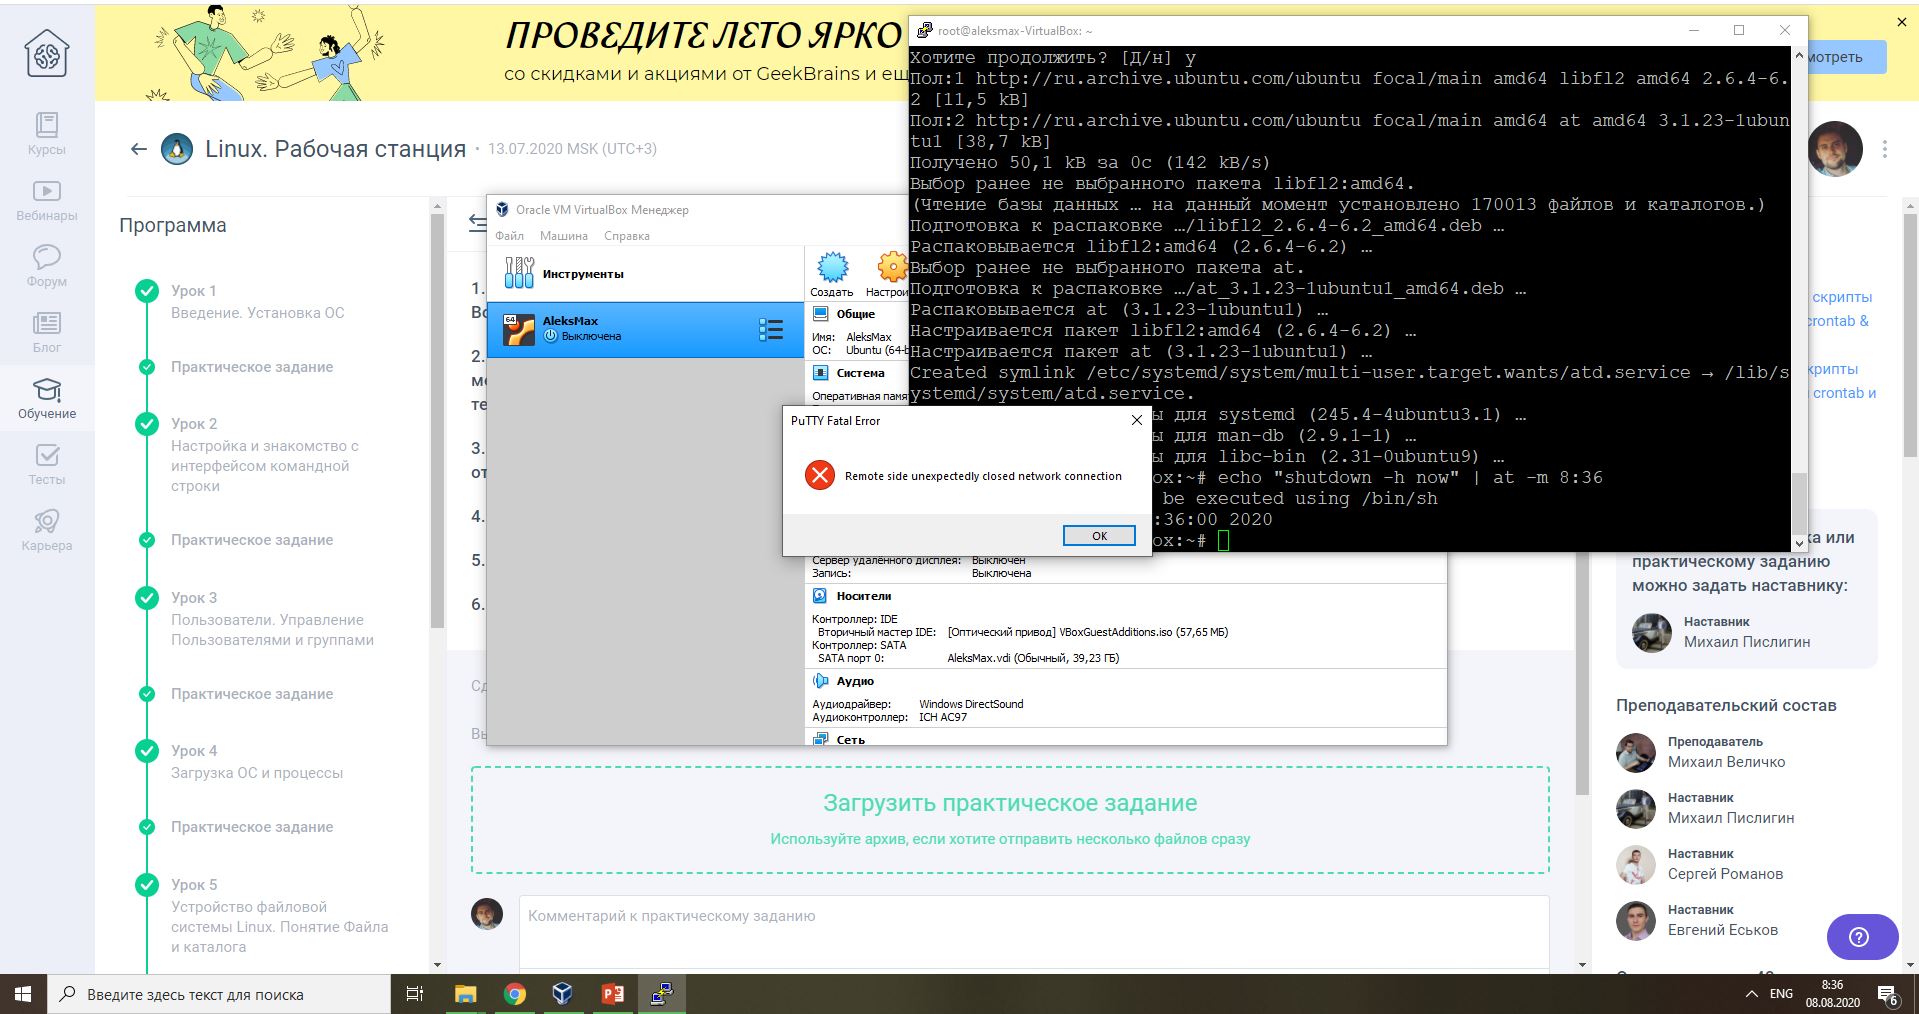 ПРОВЕДИТЕ ЛЕТО ЯРКО
со скидками и акциями от GeekBrains и ещ
мотреть
Курсы
Вебинары
Форум
Блог
Обучение
Тесты
Карьера
Linux. Рабочая станция • 13.07.2020 MSK (UTC+3)
Программа
Урок 1
Введение. Установка ОС
Практическое задание
Урок 2
Настройка и знакомство с
интерфейсом командной
строки
Практическое задание
Урок 3
Пользователи. Управление
Пользователями и группами
Практическое задание
Урок 4
Загрузка ОС и процессы
Практическое задание
Урок 5
Устройство файловой
системы Linux. Понятие Файла
и каталога
1.
Вс
2.
ме
те
3.
от
4.
5.
6.
Сд
Вы
Oracle VM VirtualBox Менеджер
Файл Машина Справка
Инструменты
64
AleksMax
Выключена
Создать
Настрои
Общие
Имя: AleksMax
ОС: Ubuntu (64-b
Система
Оперативная памя
Сервер удаленного дисплея: Выключен
Запись: Выключена
Носители
Контроллер: IDE
Вторичный мастер IDE: [Оптический привод] VBoxGuestAdditions.iso (57,65 МБ)
Контроллер: SATA
SATA порт 0: AleksMax.vdi (Обычный, 39,23 ГБ)
Аудио
Аудиодрайвер: Windows DirectSound
Аудиоконтроллер: ICH AC97
Сеть
root@aleksmax-VirtualBox: ~
Хотите продолжить? [Д/н] y
Пол:1 http://ru.archive.ubuntu.com/ubuntu focal/main amd64 libfl2 amd64 2.6.4-6.
2 [11,5 kB]
Пол:2 http://ru.archive.ubuntu.com/ubuntu focal/main amd64 at amd64 3.1.23-1ubun
tu1 [38,7 kB]
Получено 50,1 kB за 0с (142 kB/s)
Выбор ранее не выбранного пакета libfl2:amd64.
(Чтение базы данных … на данный момент установлено 170013 файлов и каталогов.)
Подготовка к распаковке …/libfl2_2.6.4-6.2_amd64.deb …
Распаковывается libfl2:amd64 (2.6.4-6.2) …
Выбор ранее не выбранного пакета at.
Подготовка к распаковке …/at_3.1.23-1ubuntu1_amd64.deb …
Распаковывается at (3.1.23-1ubuntu1) …
Настраивается пакет libfl2:amd64 (2.6.4-6.2) …
Настраивается пакет at (3.1.23-1ubuntu1) …
Created symlink /etc/systemd/system/multi-user.target.wants/atd.service → /lib/s
ystemd/system/atd.service.
ы для systemd (245.4-4ubuntu3.1) …
ы для man-db (2.9.1-1) …
ы для libc-bin (2.31-0ubuntu9) …
ox:~# echo "shutdown -h now" | at -m 8:36
be executed using /bin/sh
:36:00 2020
ox:~#
PuTTY Fatal Error
Remote side unexpectedly closed network connection
OK
скрипты
crontab &
крипты
crontab и
ка или
практическому заданию
можно задать наставнику:
Наставник
Михаил Пислигин
Преподавательский состав
Преподаватель
Михаил Величко
Наставник
Михаил Пислигин
Наставник
Сергей Романов
Наставник
Евгений Еськов
Загрузить практическое задание
Используйте архив, если хотите отправить несколько файлов сразу
Комментарий к практическому заданию
Введите здесь текст для поиска
ENG
8:36
08.08.2020
6